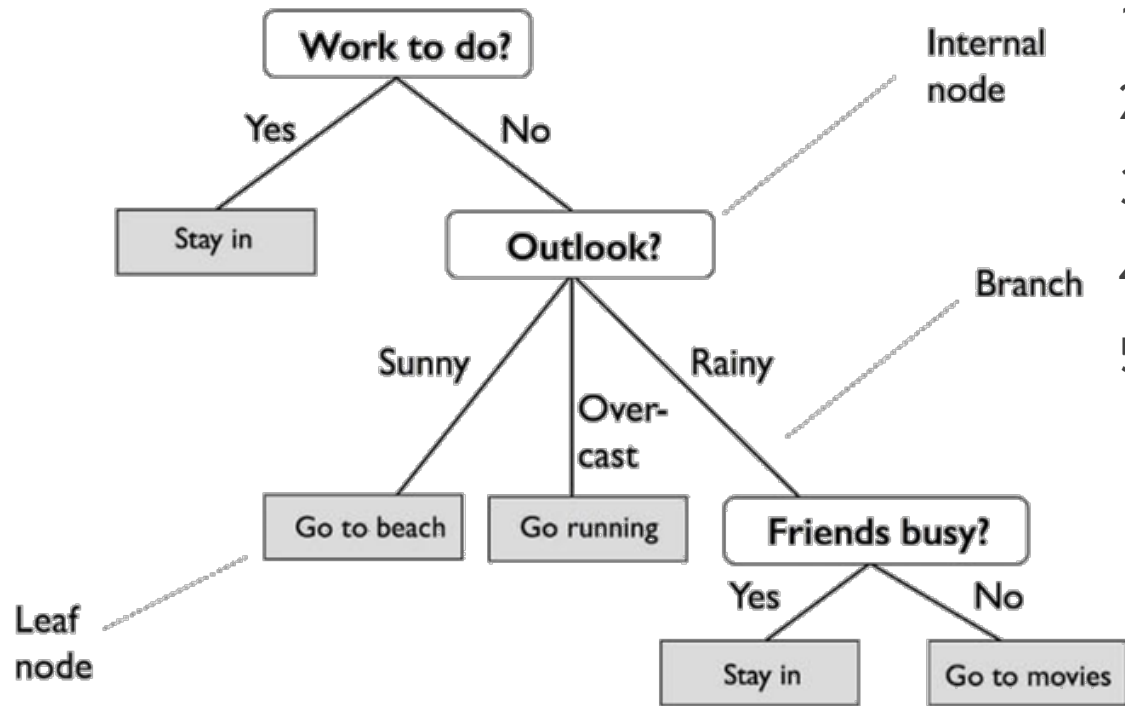 Work to do?
Internal
node
Yes
No
Stay in
Outlook?
Branch
Sunny
Rainy
Over-
cast
Go to beach
Go running
Friends busy?
Yes
No
Leaf
node
Stay in
Go to movies